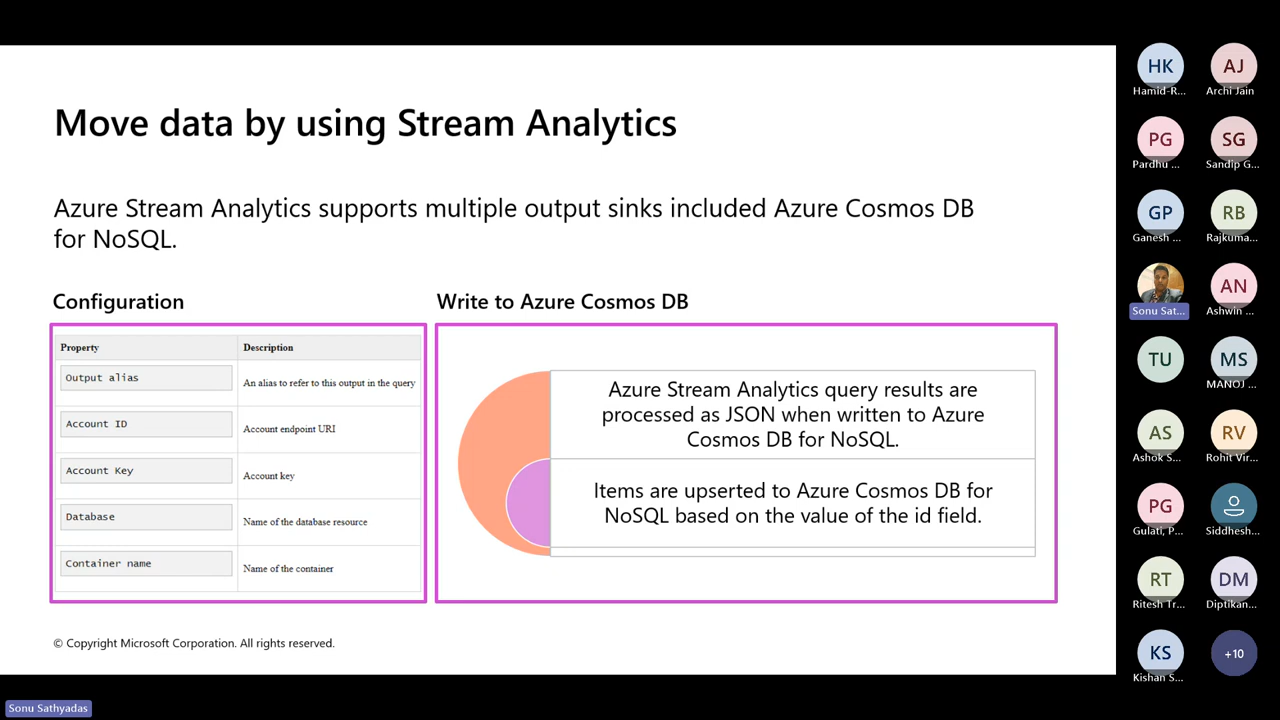 Move data by using Stream Analytics
Azure Stream Analytics supports multiple output sinks included Azure Cosmos DB
for NoSQL.
Configuration
Property Description
Output alias An alias to refer to this output in the query
Account ID Account endpoint URI
Account Key Account key
Database Name of the database resource
Container name Name of the container
Write to Azure Cosmos DB
Azure Stream Analytics query results are
processed as JSON when written to Azure
Cosmos DB for NoSQL.
Items are upserted to Azure Cosmos DB for
NoSQL based on the value of the id field.
© Copyright Microsoft Corporation. All rights reserved.
Sonu Sathyadas
HK AJ
Hamid-R... Archi Jain
PG SG
Pardhu ... Sandip G...
GP RB
Ganesh ... Rajkuma...
AN
Sonu Sat... Ashwin ...
TU MS
MANOJ ...
AS RV
Ashok S... Rohit Vir...
PG
Gulati, P... Siddhesh...
RT DM
Ritesh Tr... Diptikan...
KS +10
Kishan S...